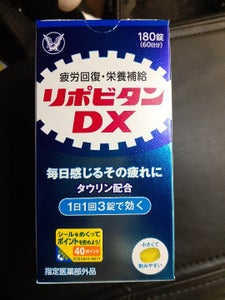 180錠
(60日分)
疲労回復・栄養補給
リポビタン
DX
毎日感じるその疲れに
タウリン配合
1日1回3錠で効く
シールをめくって
ポイントを貯めよう!
40ポイント
小さくて
飲みやすい
指定医薬部外品